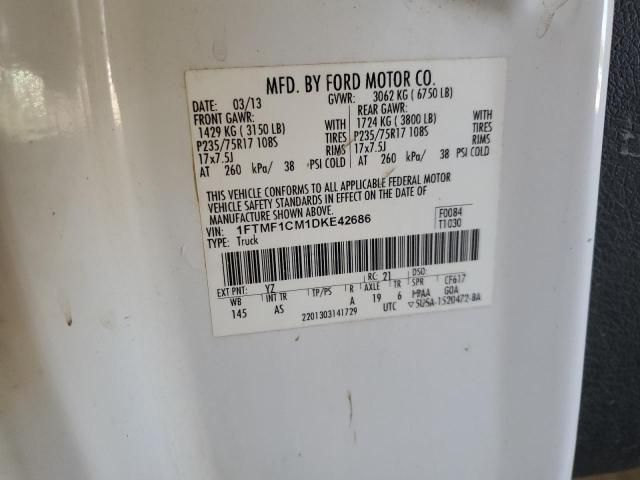 MFD. BY FORD MOTOR CO.
DATE: 03/13 GVWR: 3062 KG ( 6750 LB)
FRONT GAWR: REAR GAWR:
1429 KG ( 3150 LB) WITH 1724 KG ( 3800 LB) WITH
P235/75R17 108S TIRES P235/75R17 108S TIRES
17x7.5J RIMS 17x7.5J RIMS
AT 260 kPa/ 38 PSI COLD AT 260 kPa/ 38 PSI COLD
THIS VEHICLE CONFORMS TO ALL APPLICABLE FEDERAL MOTOR
VEHICLE SAFETY STANDARDS IN EFFECT ON THE DATE OF
MANUFACTURE SHOWN ABOVE.
VIN: 1FTMF1CM1DKE42686 F0084
TYPE: Truck T1030
EXT PNT: YZ RC: 21 DSO:
WB INT TR TP/PS R AXLE TR SPR CF617
145 AS A 19 6 GOA
2201303141729 UTC